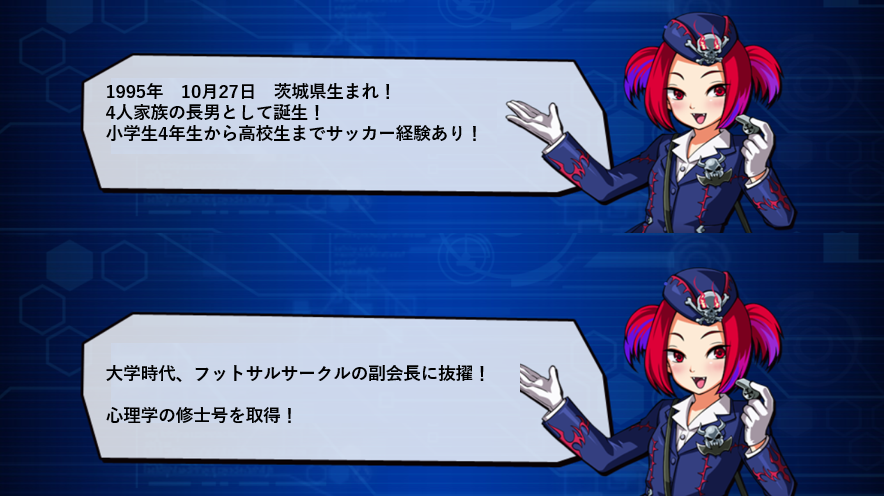 1995年　10月27日　茨城県生まれ！
4人家族の長男として誕生！
小学生4年生から高校生までサッカー経験あり！
大学時代、フットサルサークルの副会長に抜擢！
心理学の修士号を取得！